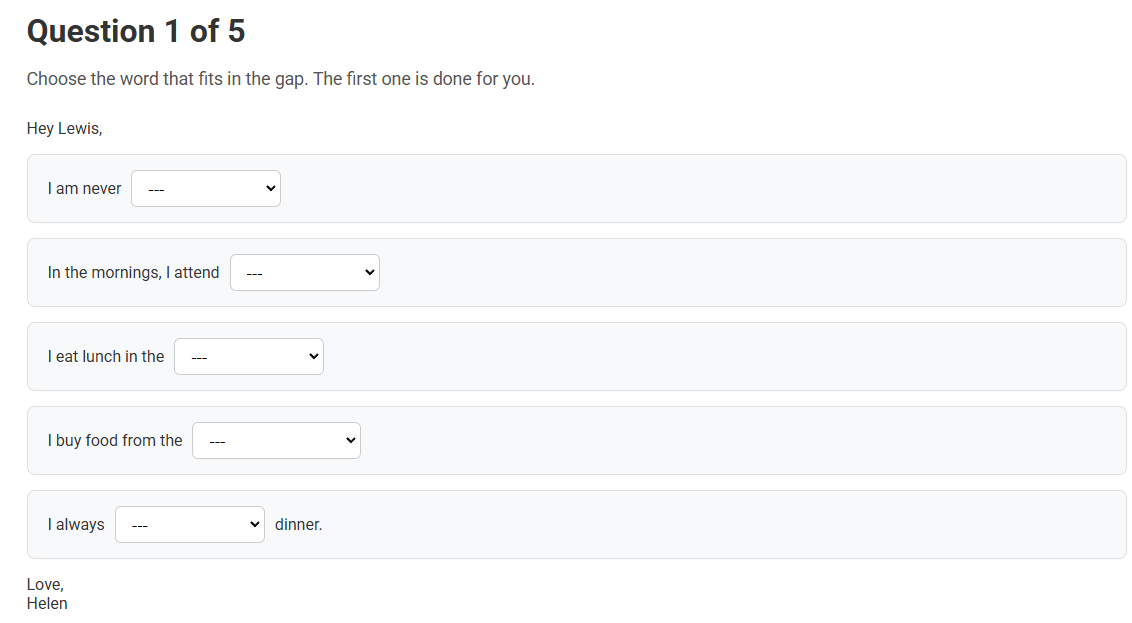 Question 1 of 5
Choose the word that fits in the gap. The first one is done for you.
Hey Lewis,
I am never ---
In the mornings, I attend ---
I eat lunch in the ---
I buy food from the ---
I always --- dinner.
Love,
Helen